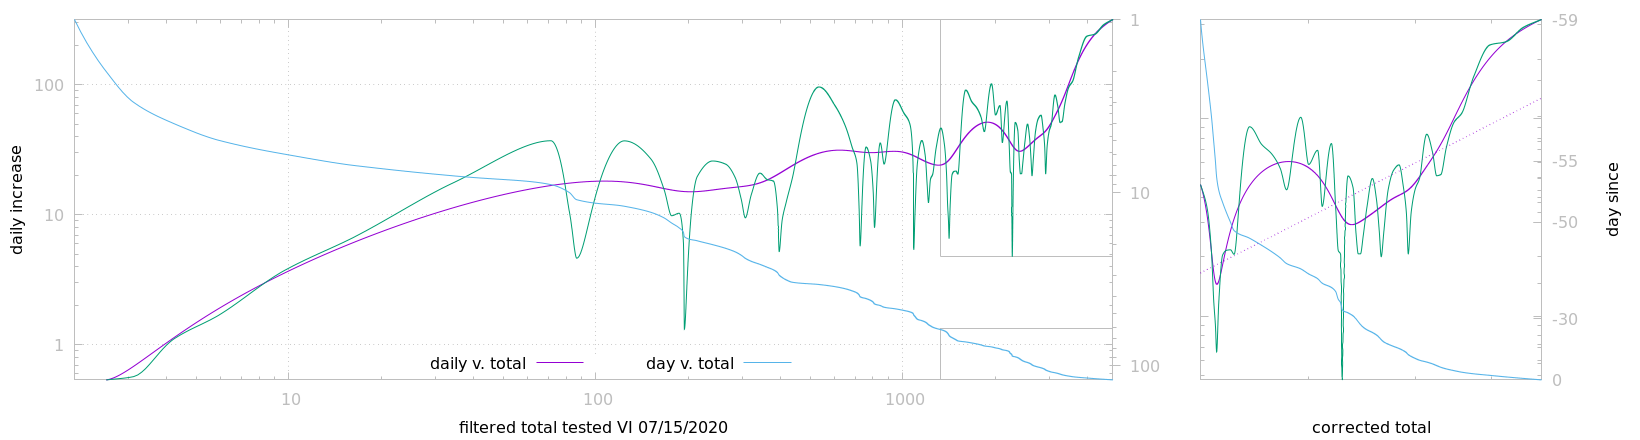 daily increase
100
10
1
10
100
1000
1
10
100
daily v. total
day v. total
filtered total tested VI 07/15/2020
-59
-55
-50
-30
0
day since
corrected total